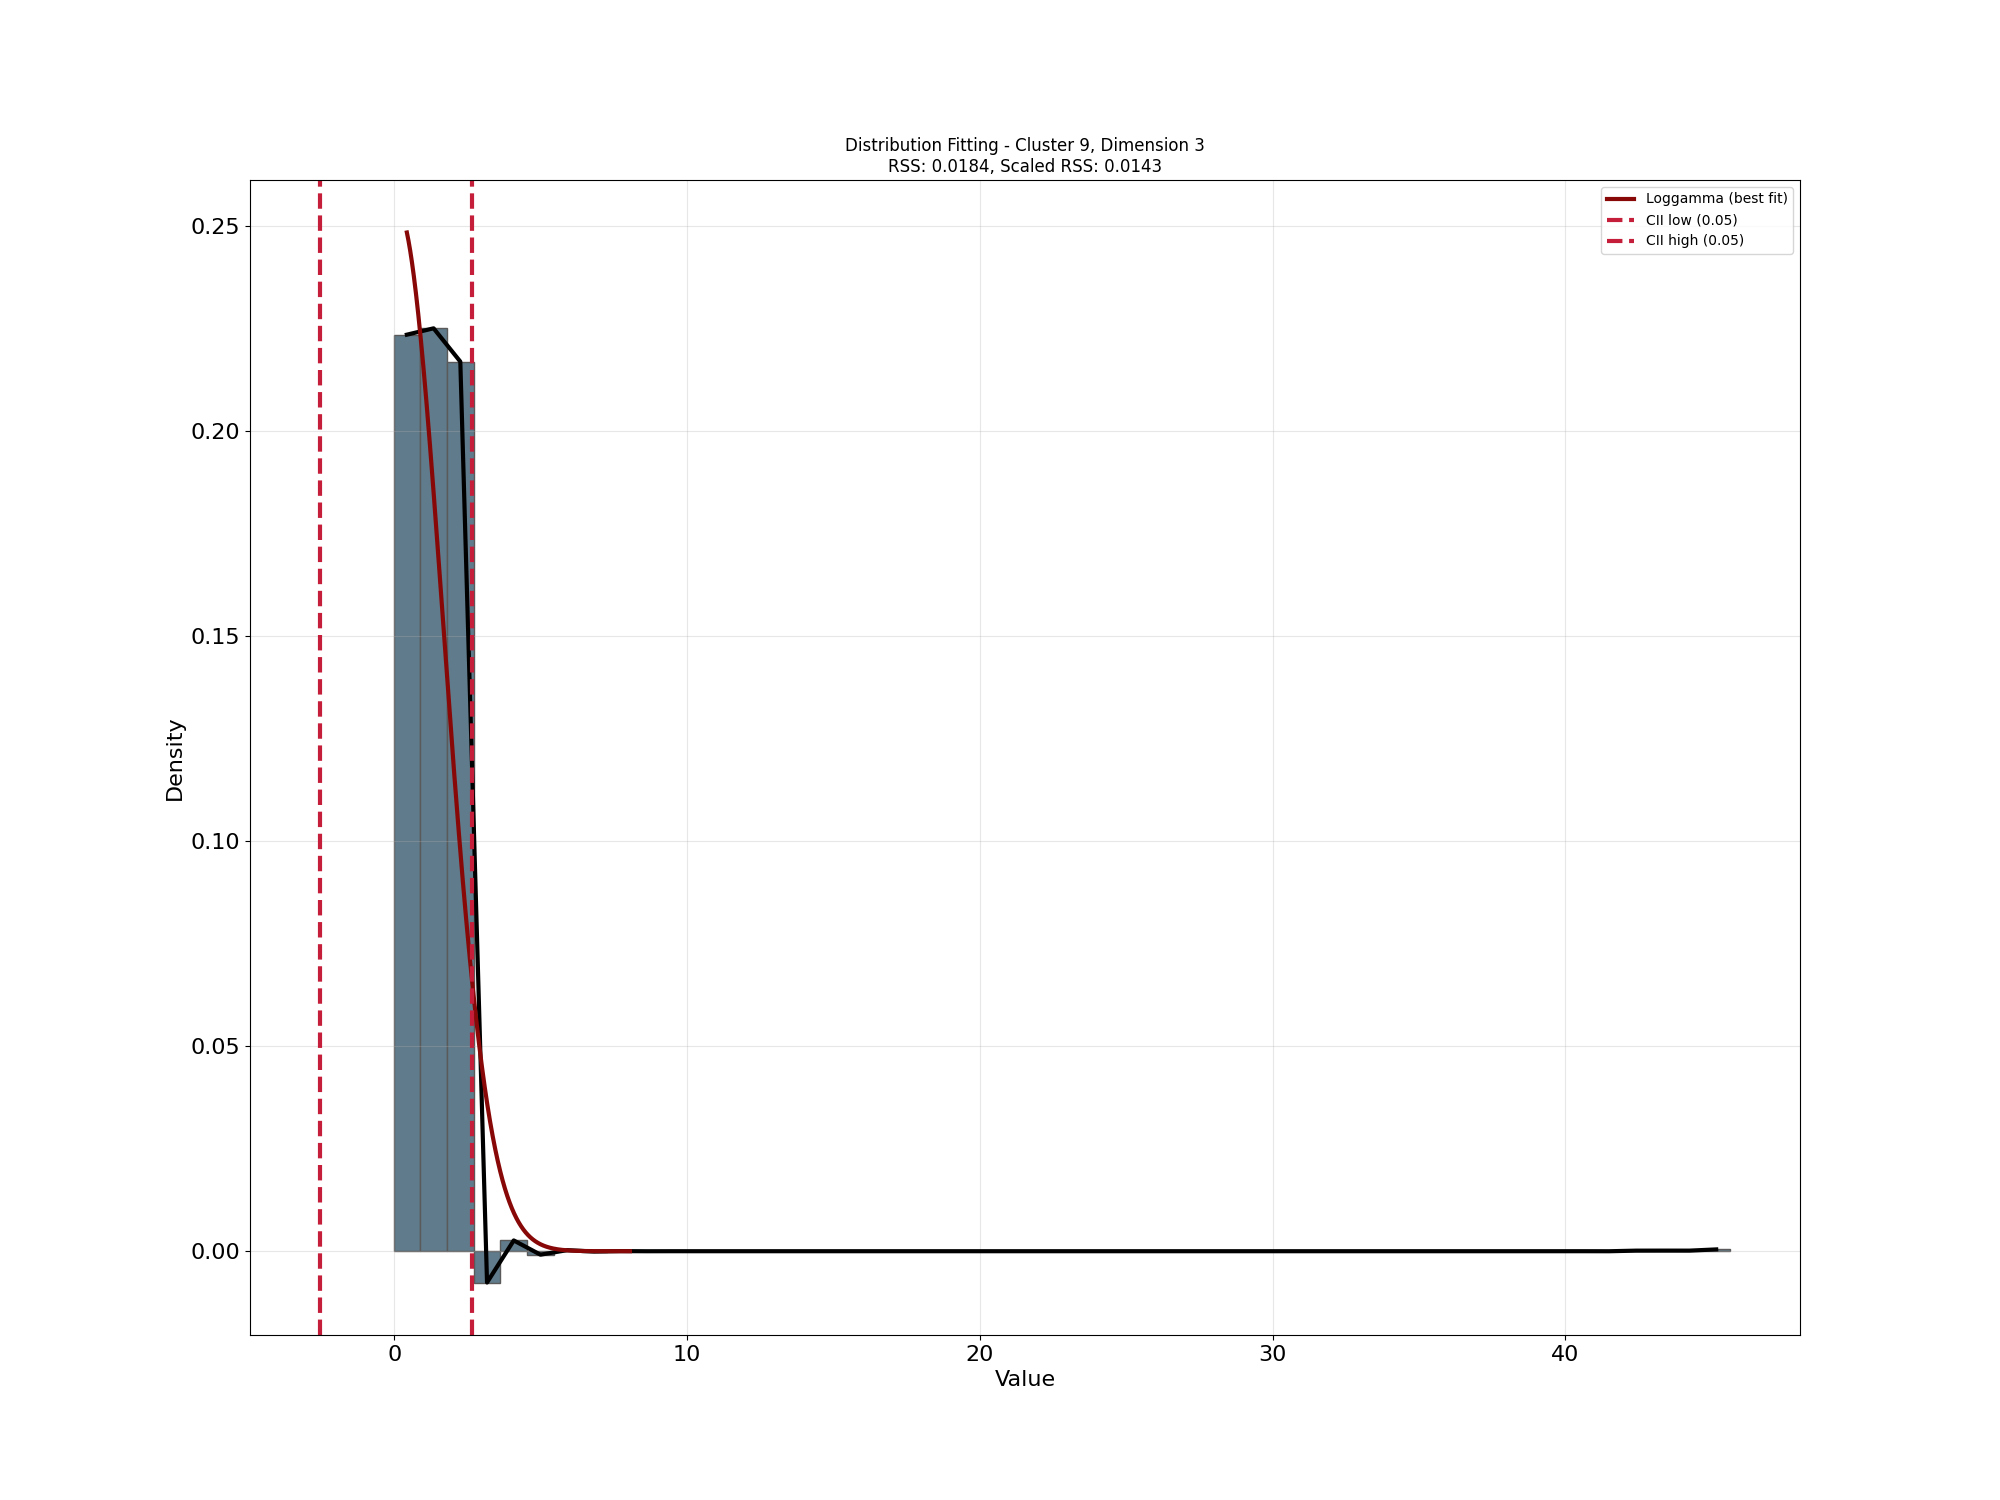 Distribution Fitting - Cluster 9, Dimension 3
RSS: 0.0184, Scaled RSS: 0.0143
Loggamma (best fit)
CII low (0.05)
CII high (0.05)
0.25
0.20
0.15
0.10
0.05
0.00
Density
0 10 20 30 40
Value